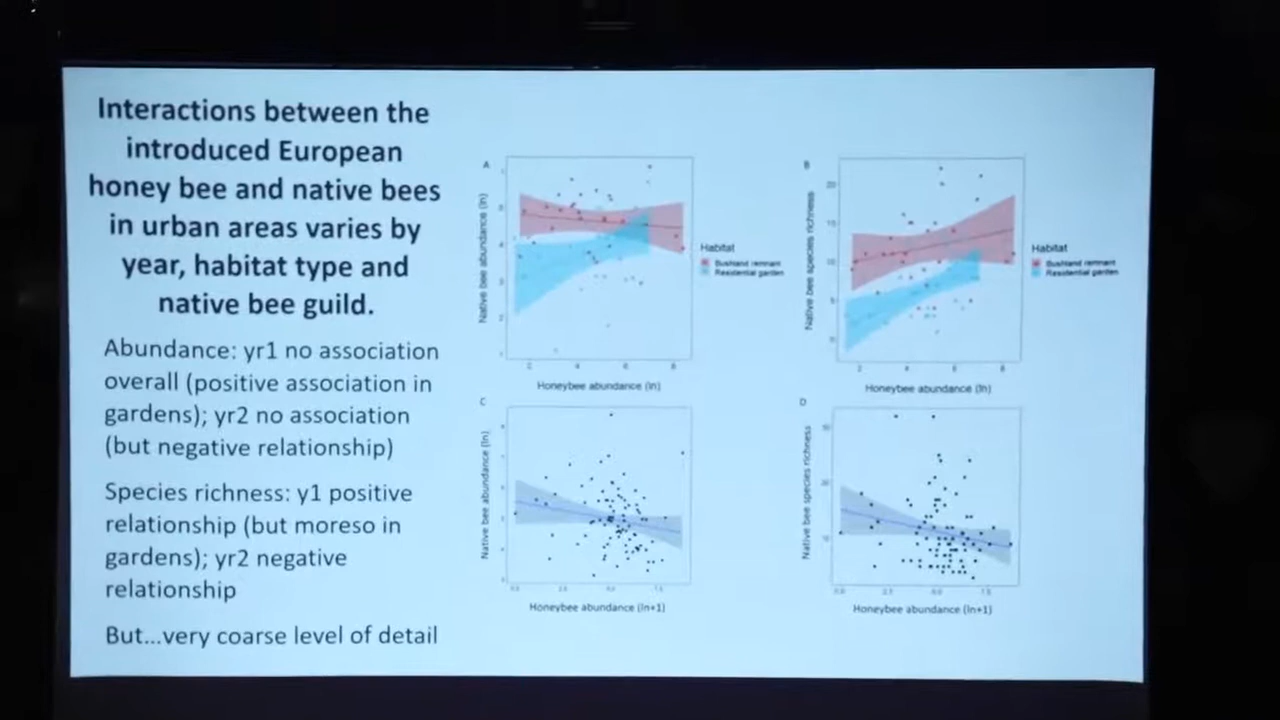 Interactions between the
introduced European
honey bee and native bees
in urban areas varies by
year, habitat type and
native bee guild.
Abundance: yr1 no association
overall (positive association in
gardens); yr2 no association
(but negative relationship)
Species richness: y1 positive
relationship (but moreso in
gardens); yr2 negative
relationship
But...very coarse level of detail
A
Native bee abundance (ln)
Honeybee abundance (ln)
Habitat
Bushland remnant
Residential garden
B
Native bee species richness
Honeybee abundance (ln)
Habitat
Bushland remnant
Residential garden
C
Native bee abundance (ln)
Honeybee abundance (ln+1)
D
Native bee species richness
Honeybee abundance (ln+1)